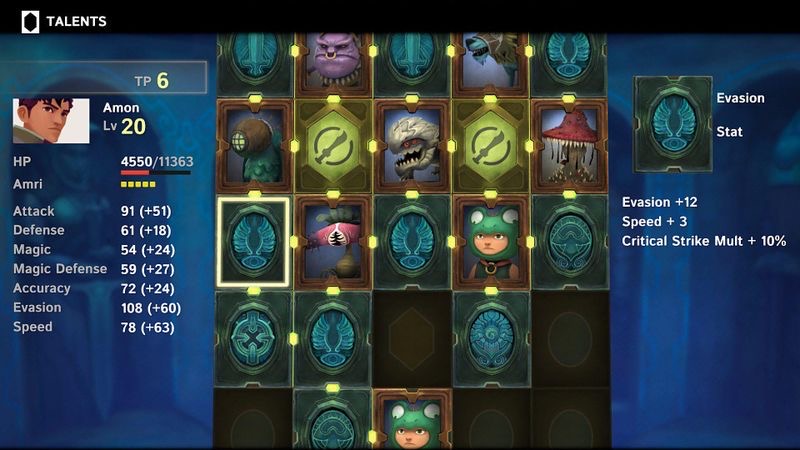 TALENTS
TP 6
Amon
Lv 20
HP 4550/11363
Amri
Attack 91 (+51)
Defense 61 (+18)
Magic 54 (+24)
Magic Defense 59 (+27)
Accuracy 72 (+24)
Evasion 108 (+60)
Speed 78 (+63)
Evasion
Stat
Evasion +12
Speed + 3
Critical Strike Mult + 10%